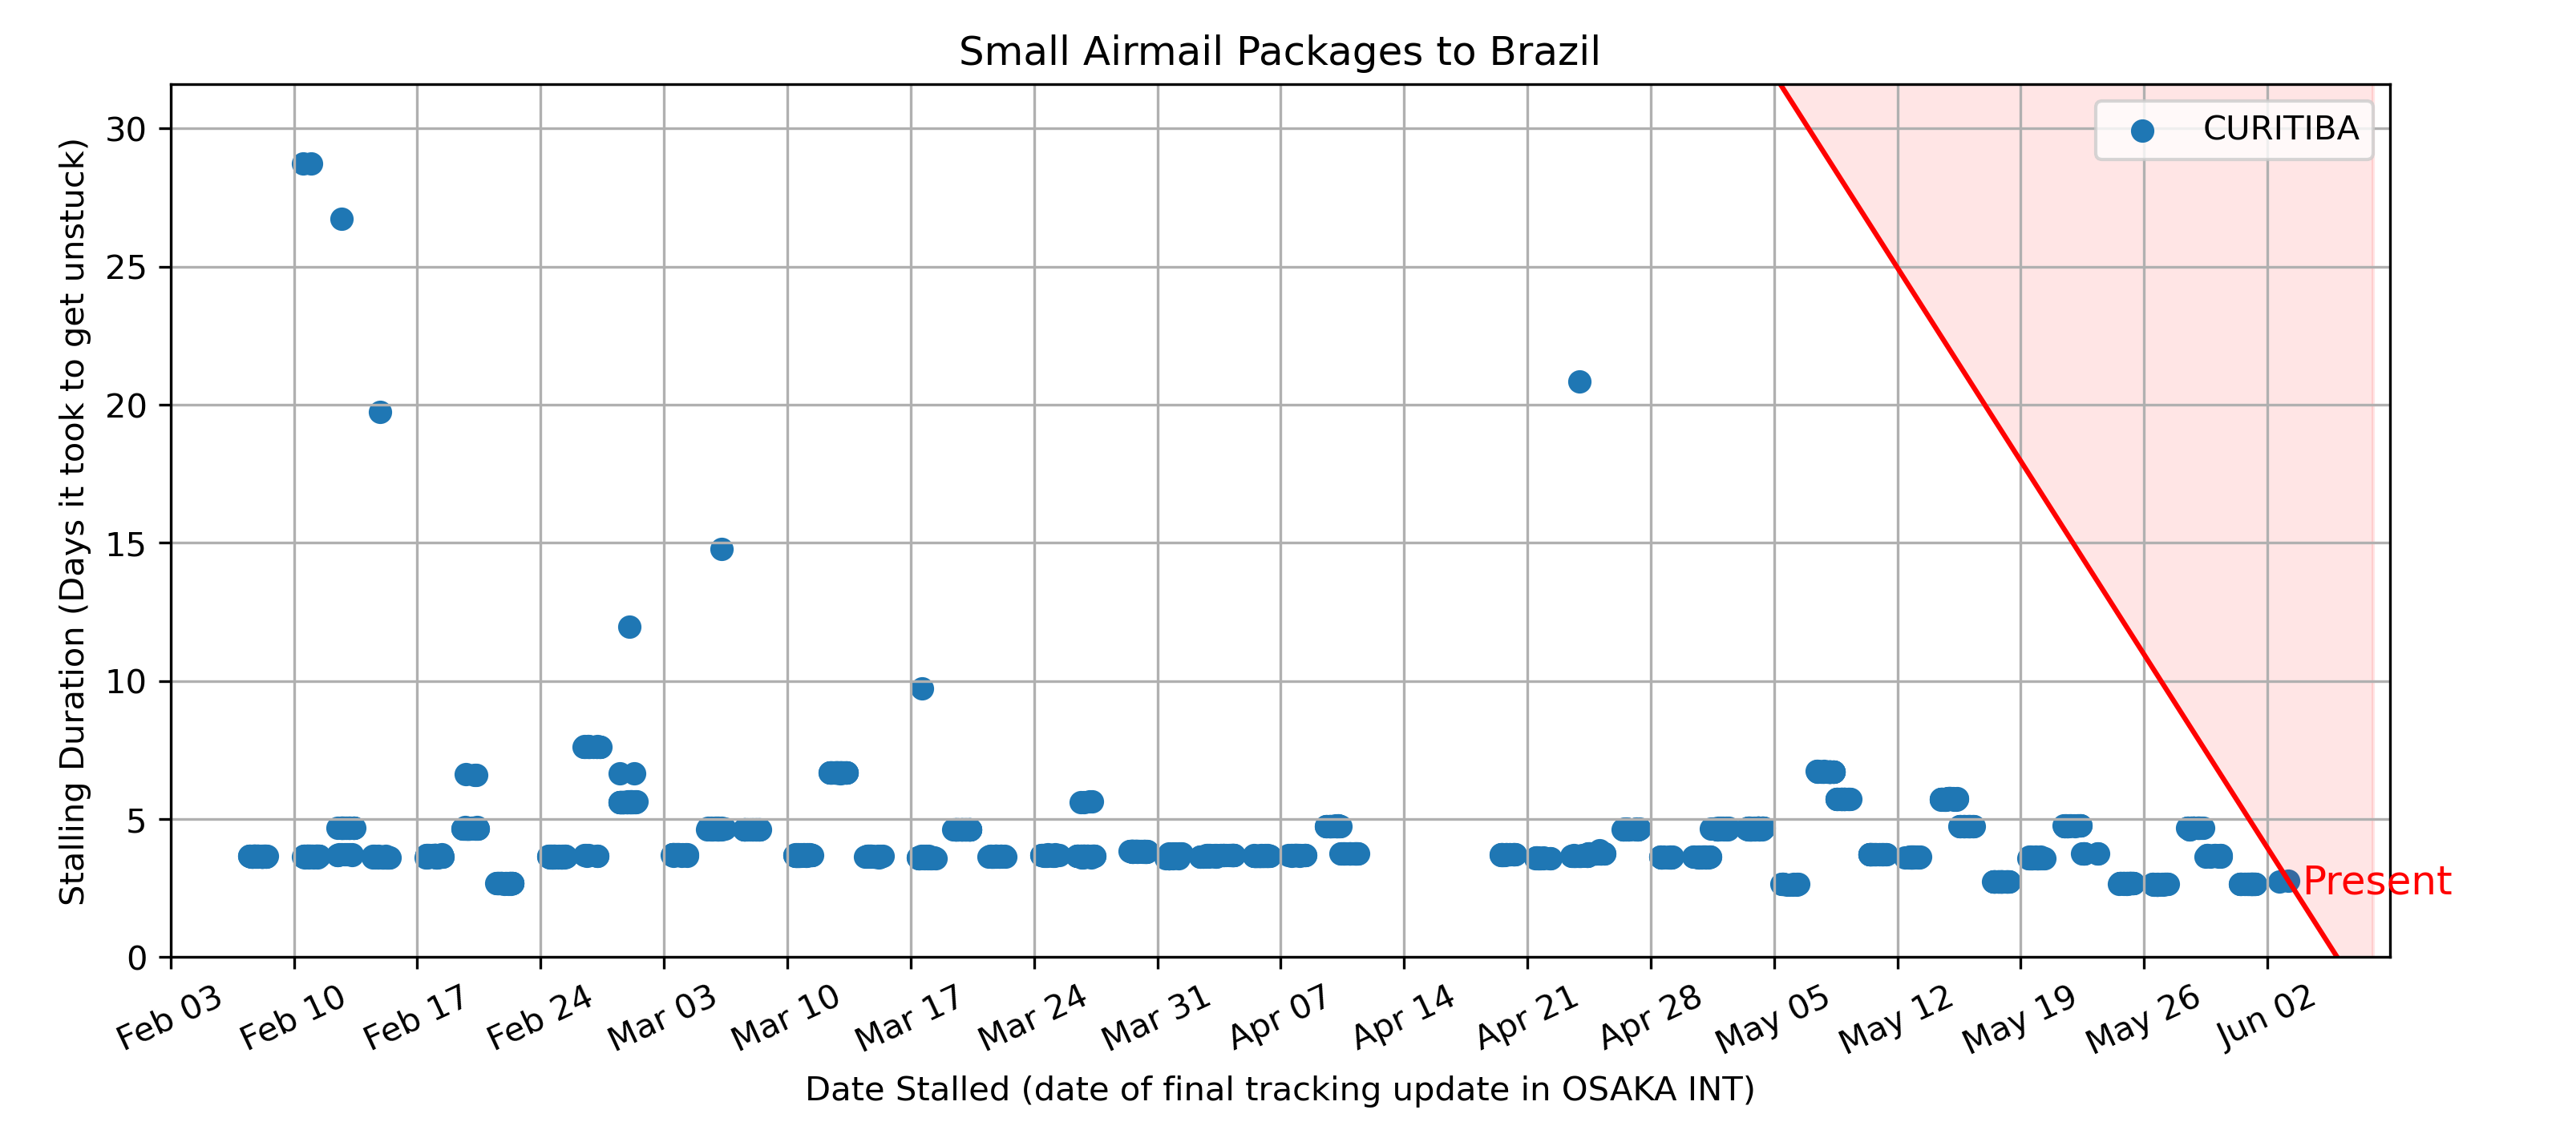 Small Airmail Packages to Brazil
Stalling Duration (Days it took to get unstuck)
30
25
20
15
10
5
0
CURITIBA
Present
Feb 03 Feb 10 Feb 17 Feb 24 Mar 03 Mar 10 Mar 17 Mar 24 Mar 31 Apr 07 Apr 14 Apr 21 Apr 28 May 05 May 12 May 19 May 26 Jun 02
Date Stalled (date of final tracking update in OSAKA INT)